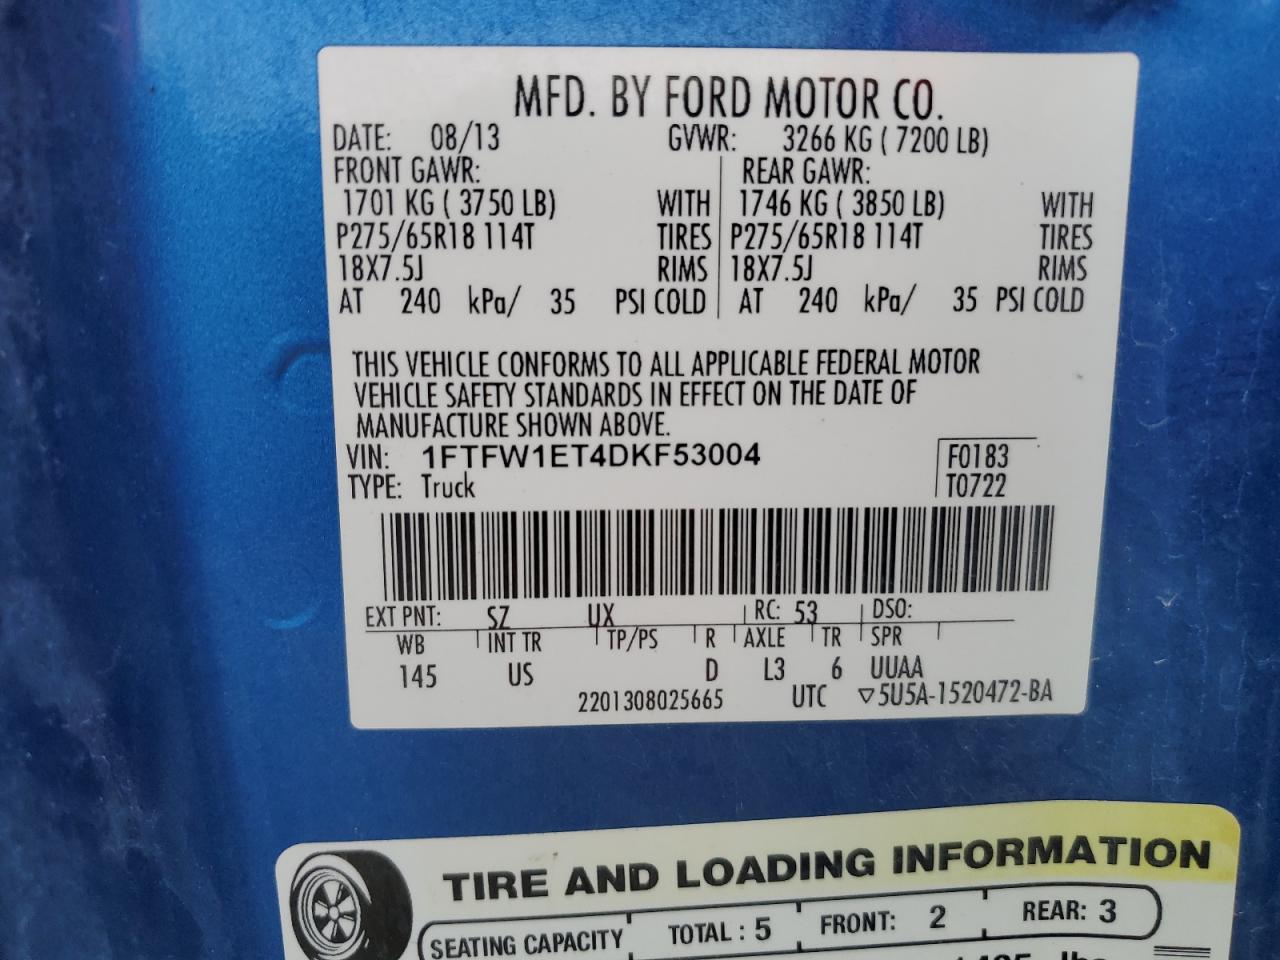 MFD. BY FORD MOTOR CO.
DATE: 08/13 GVWR: 3266 KG ( 7200 LB)
FRONT GAWR: REAR GAWR:
1701 KG ( 3750 LB) WITH 1746 KG ( 3850 LB) WITH
P275/65R18 114T TIRES P275/65R18 114T TIRES
18X7.5J RIMS 18X7.5J RIMS
AT 240 kPa/ 35 PSI COLD AT 240 kPa/ 35 PSI COLD
THIS VEHICLE CONFORMS TO ALL APPLICABLE FEDERAL MOTOR
VEHICLE SAFETY STANDARDS IN EFFECT ON THE DATE OF
MANUFACTURE SHOWN ABOVE.
VIN: 1FTFW1ET4DKF53004 F0183
TYPE: Truck T0722
EXT PNT: SZ UX RC: 53 DSO:
WB INT TR TP/PS R AXLE TR SPR
145 US D L3 6 UUAA
2201308025665 UTC ▽5U5A-1520472-BA
TIRE AND LOADING INFORMATION
SEATING CAPACITY TOTAL : 5 FRONT: 2 REAR: 3